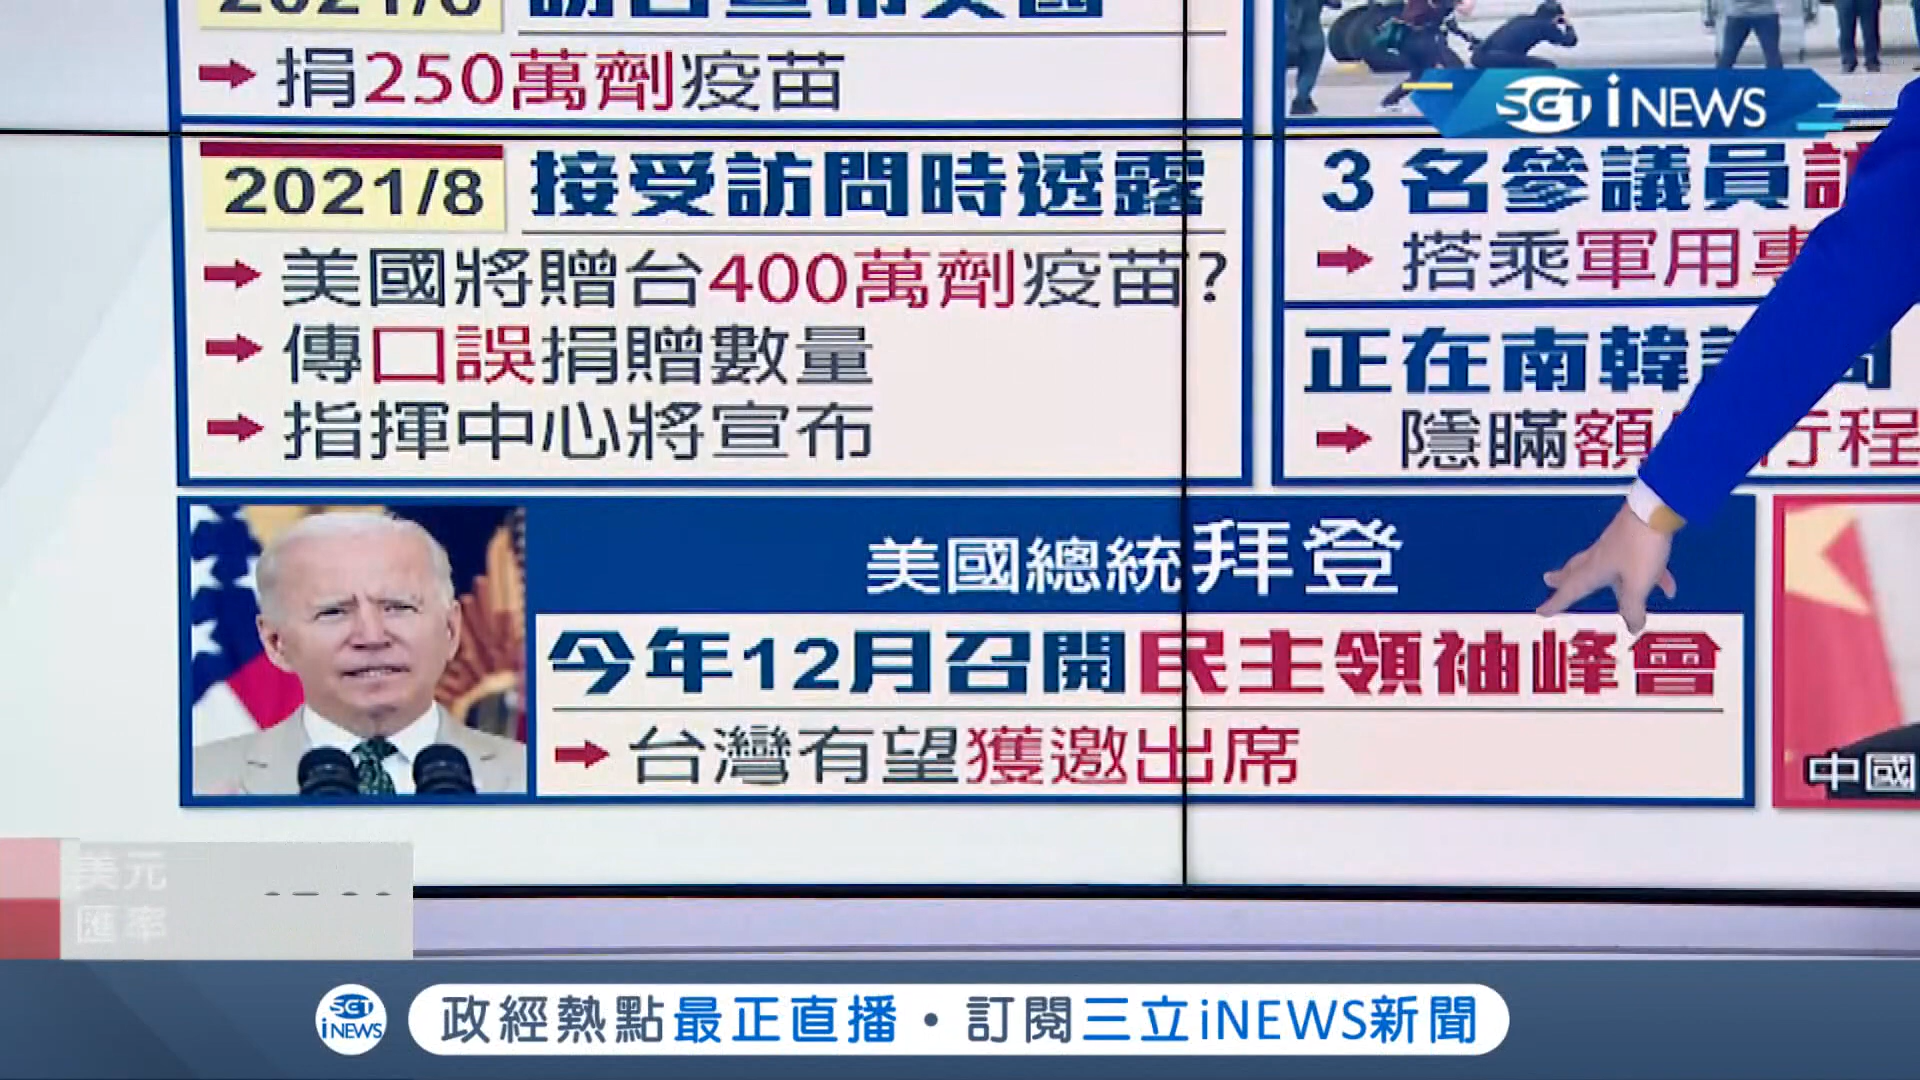 捐250萬劑疫苗
SET iNEWS
2021/8 接受訪問時透露
美國將贈台400萬劑疫苗?
傳口誤捐贈數量
指揮中心將宣布
3名參議員訪
搭乘軍用專
正在南韓
隱瞞額 行程
美國總統拜登
今年12月召開民主領袖峰會
台灣有望獲邀出席
中國
美元
匯率
SET iNEWS
政經熱點最正直播・訂閱三立iNEWS新聞